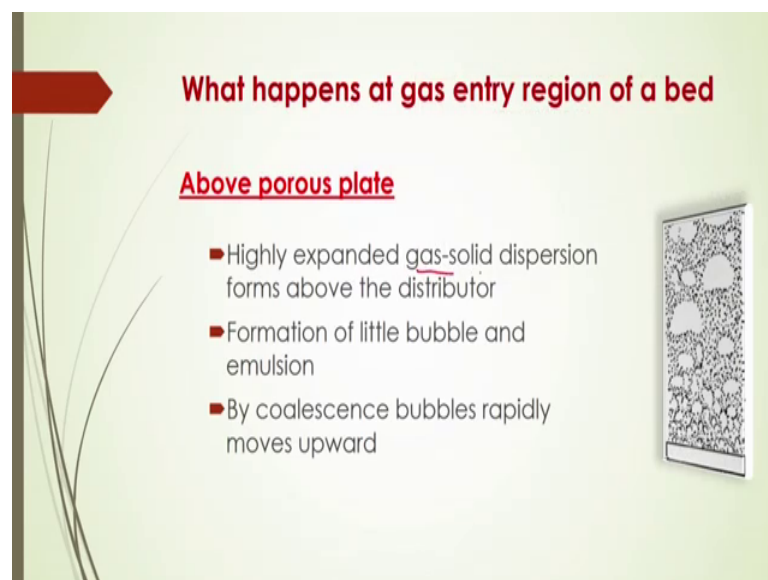 What happens at gas entry region of a bed
Above porous plate
Highly expanded gas-solid dispersion
forms above the distributor
Formation of little bubble and
emulsion
By coalescence bubbles rapidly
moves upward